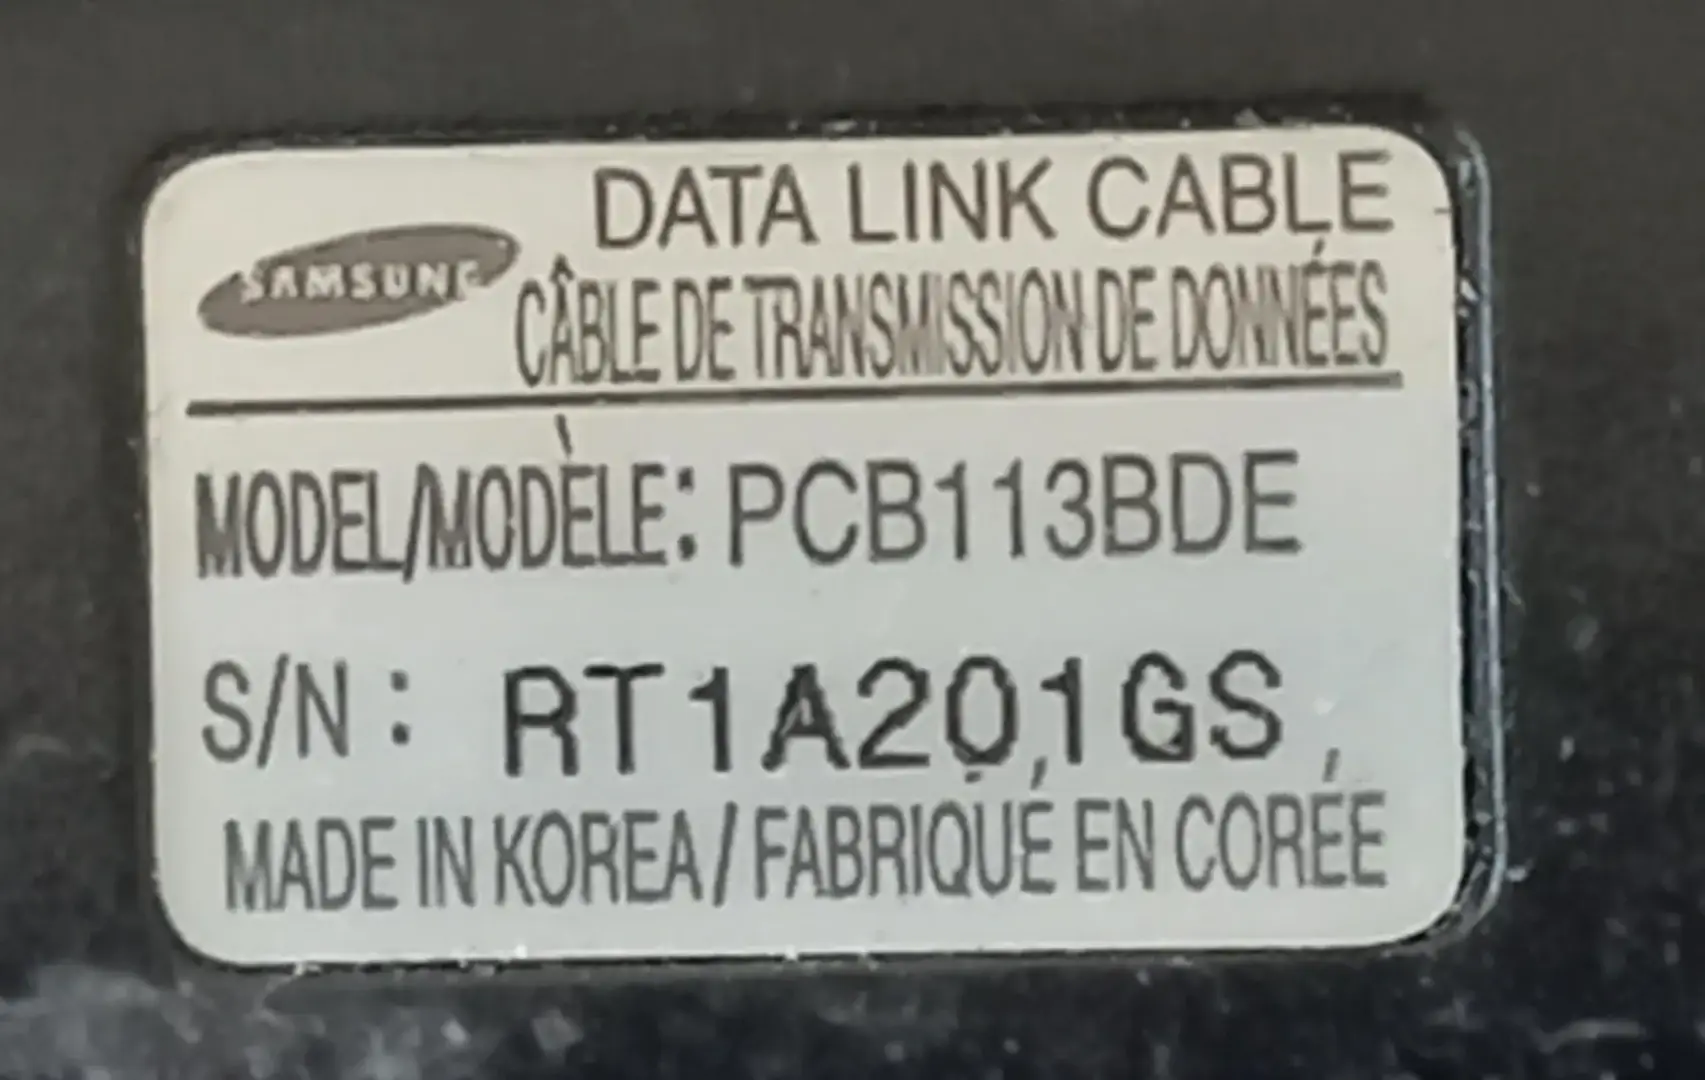 DATA LINK CABLE
SAMSUNG
CÂBLE DE TRANSMISSION DE DONNÉES
MODEL/MODÈLE: PCB113BDE
S/N : RT1A201GS
MADE IN KOREA / FABRIQUÉ EN CORÉE